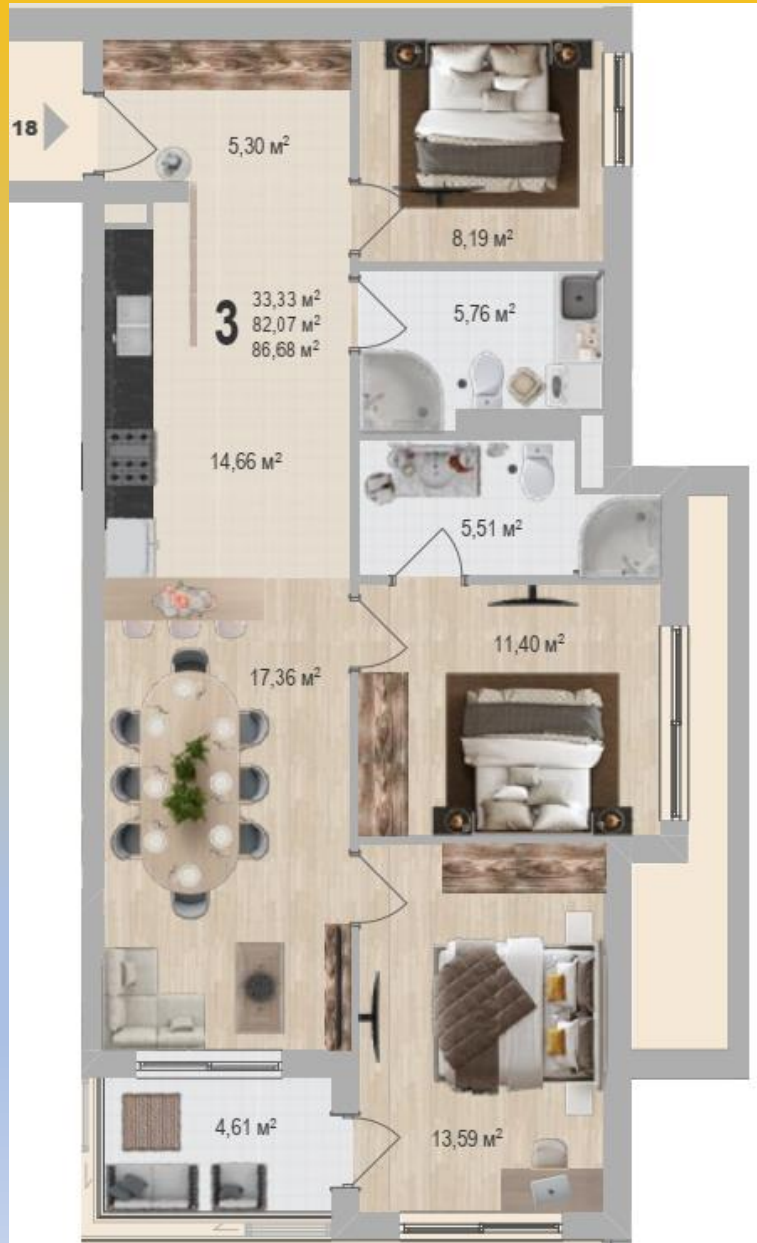 18
5,30 м²
8,19 м²
3
33,33 м²
82,07 м²
86,68 м²
5,76 м²
14,66 м²
5,51 м²
11,40 м²
17,36 м²
4,61 м²
13,59 м²